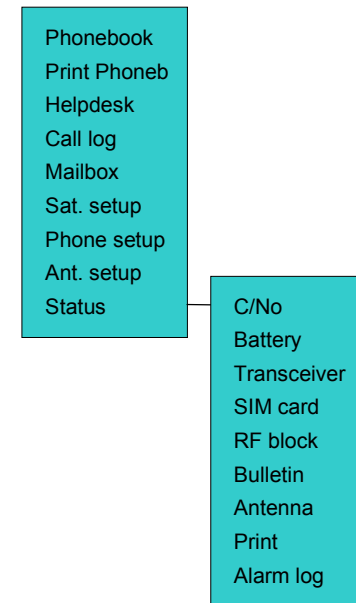 Phonebook
Print Phoneb
Helpdesk
Call log
Mailbox
Sat. setup
Phone setup
Ant. setup
Status
C/No
Battery
Transceiver
SIM card
RF block
Bulletin
Antenna
Print
Alarm log